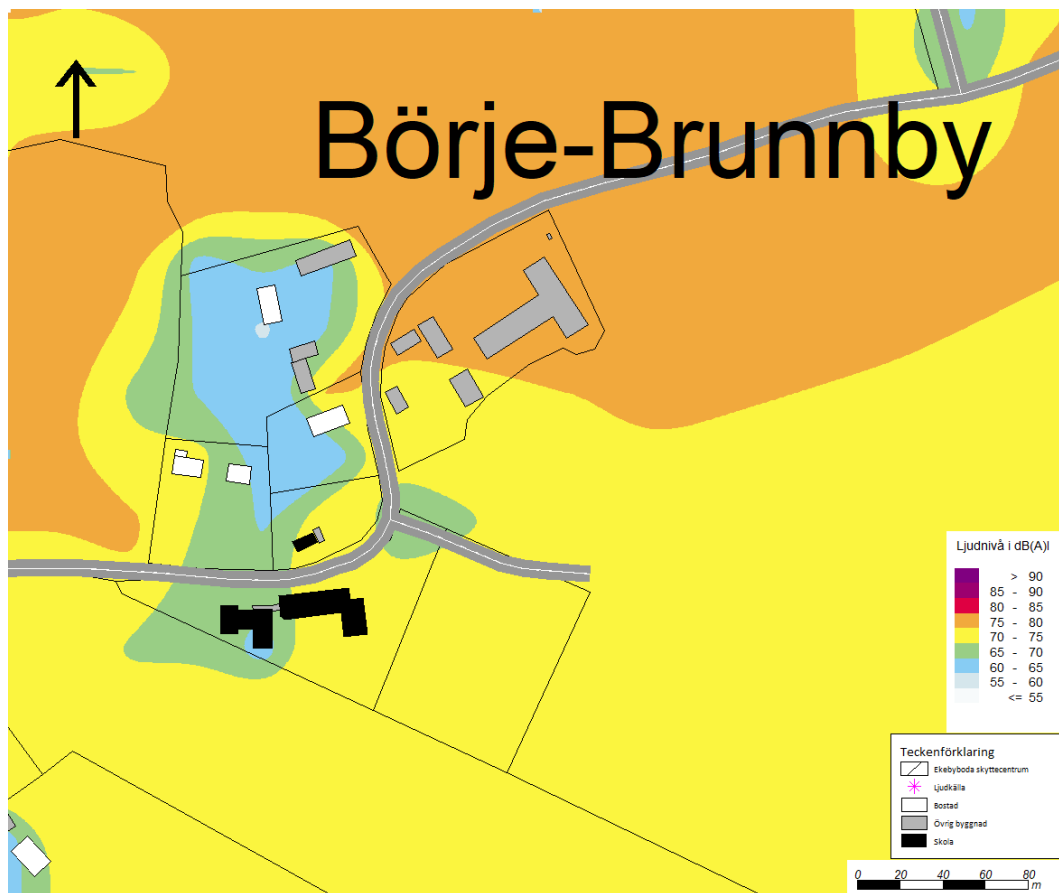 Börje-Brunnby
Ljudnivå i dB(A)l
> 90
85 - 90
80 - 85
75 - 80
70 - 75
65 - 70
60 - 65
55 - 60
<= 55
Teckenförklaring
Ekebyboda skyttecentrum
Ljudkälla
Bostad
Övrig byggnad
Skola
0 20 40 60 80
m